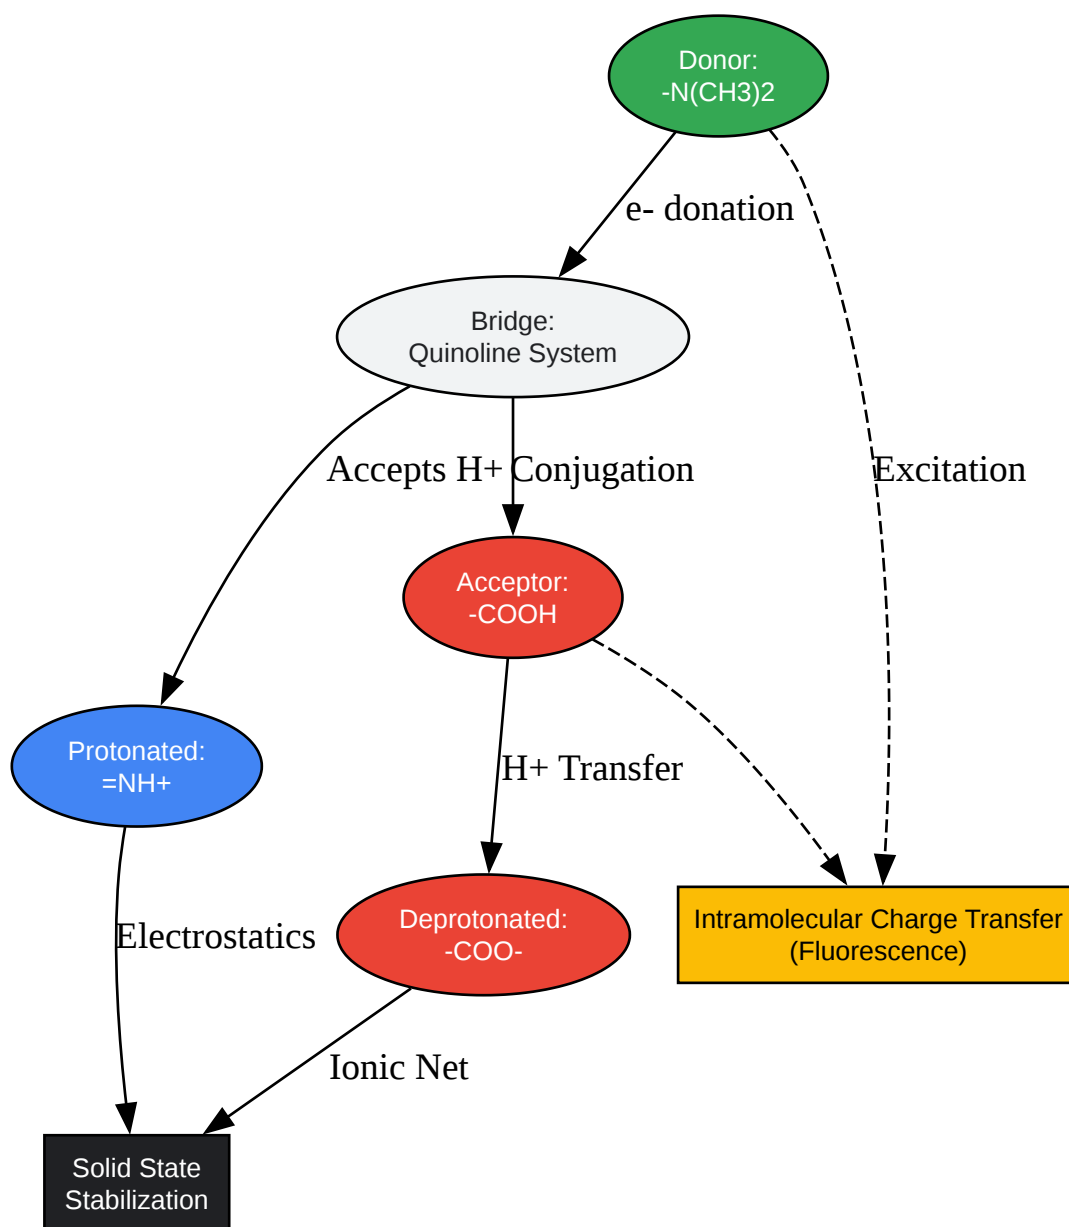 Donor:
-N(CH3)2
e- donation
Bridge:
Quinoline System
Accepts H+
Conjugation
Excitation
Acceptor:
-COOH
Protonated:
=NH+
H+ Transfer
Deprotonated:
-COO-
Intramolecular Charge Transfer
(Fluorescence)
Electrostatics
Ionic Net
Solid State
Stabilization